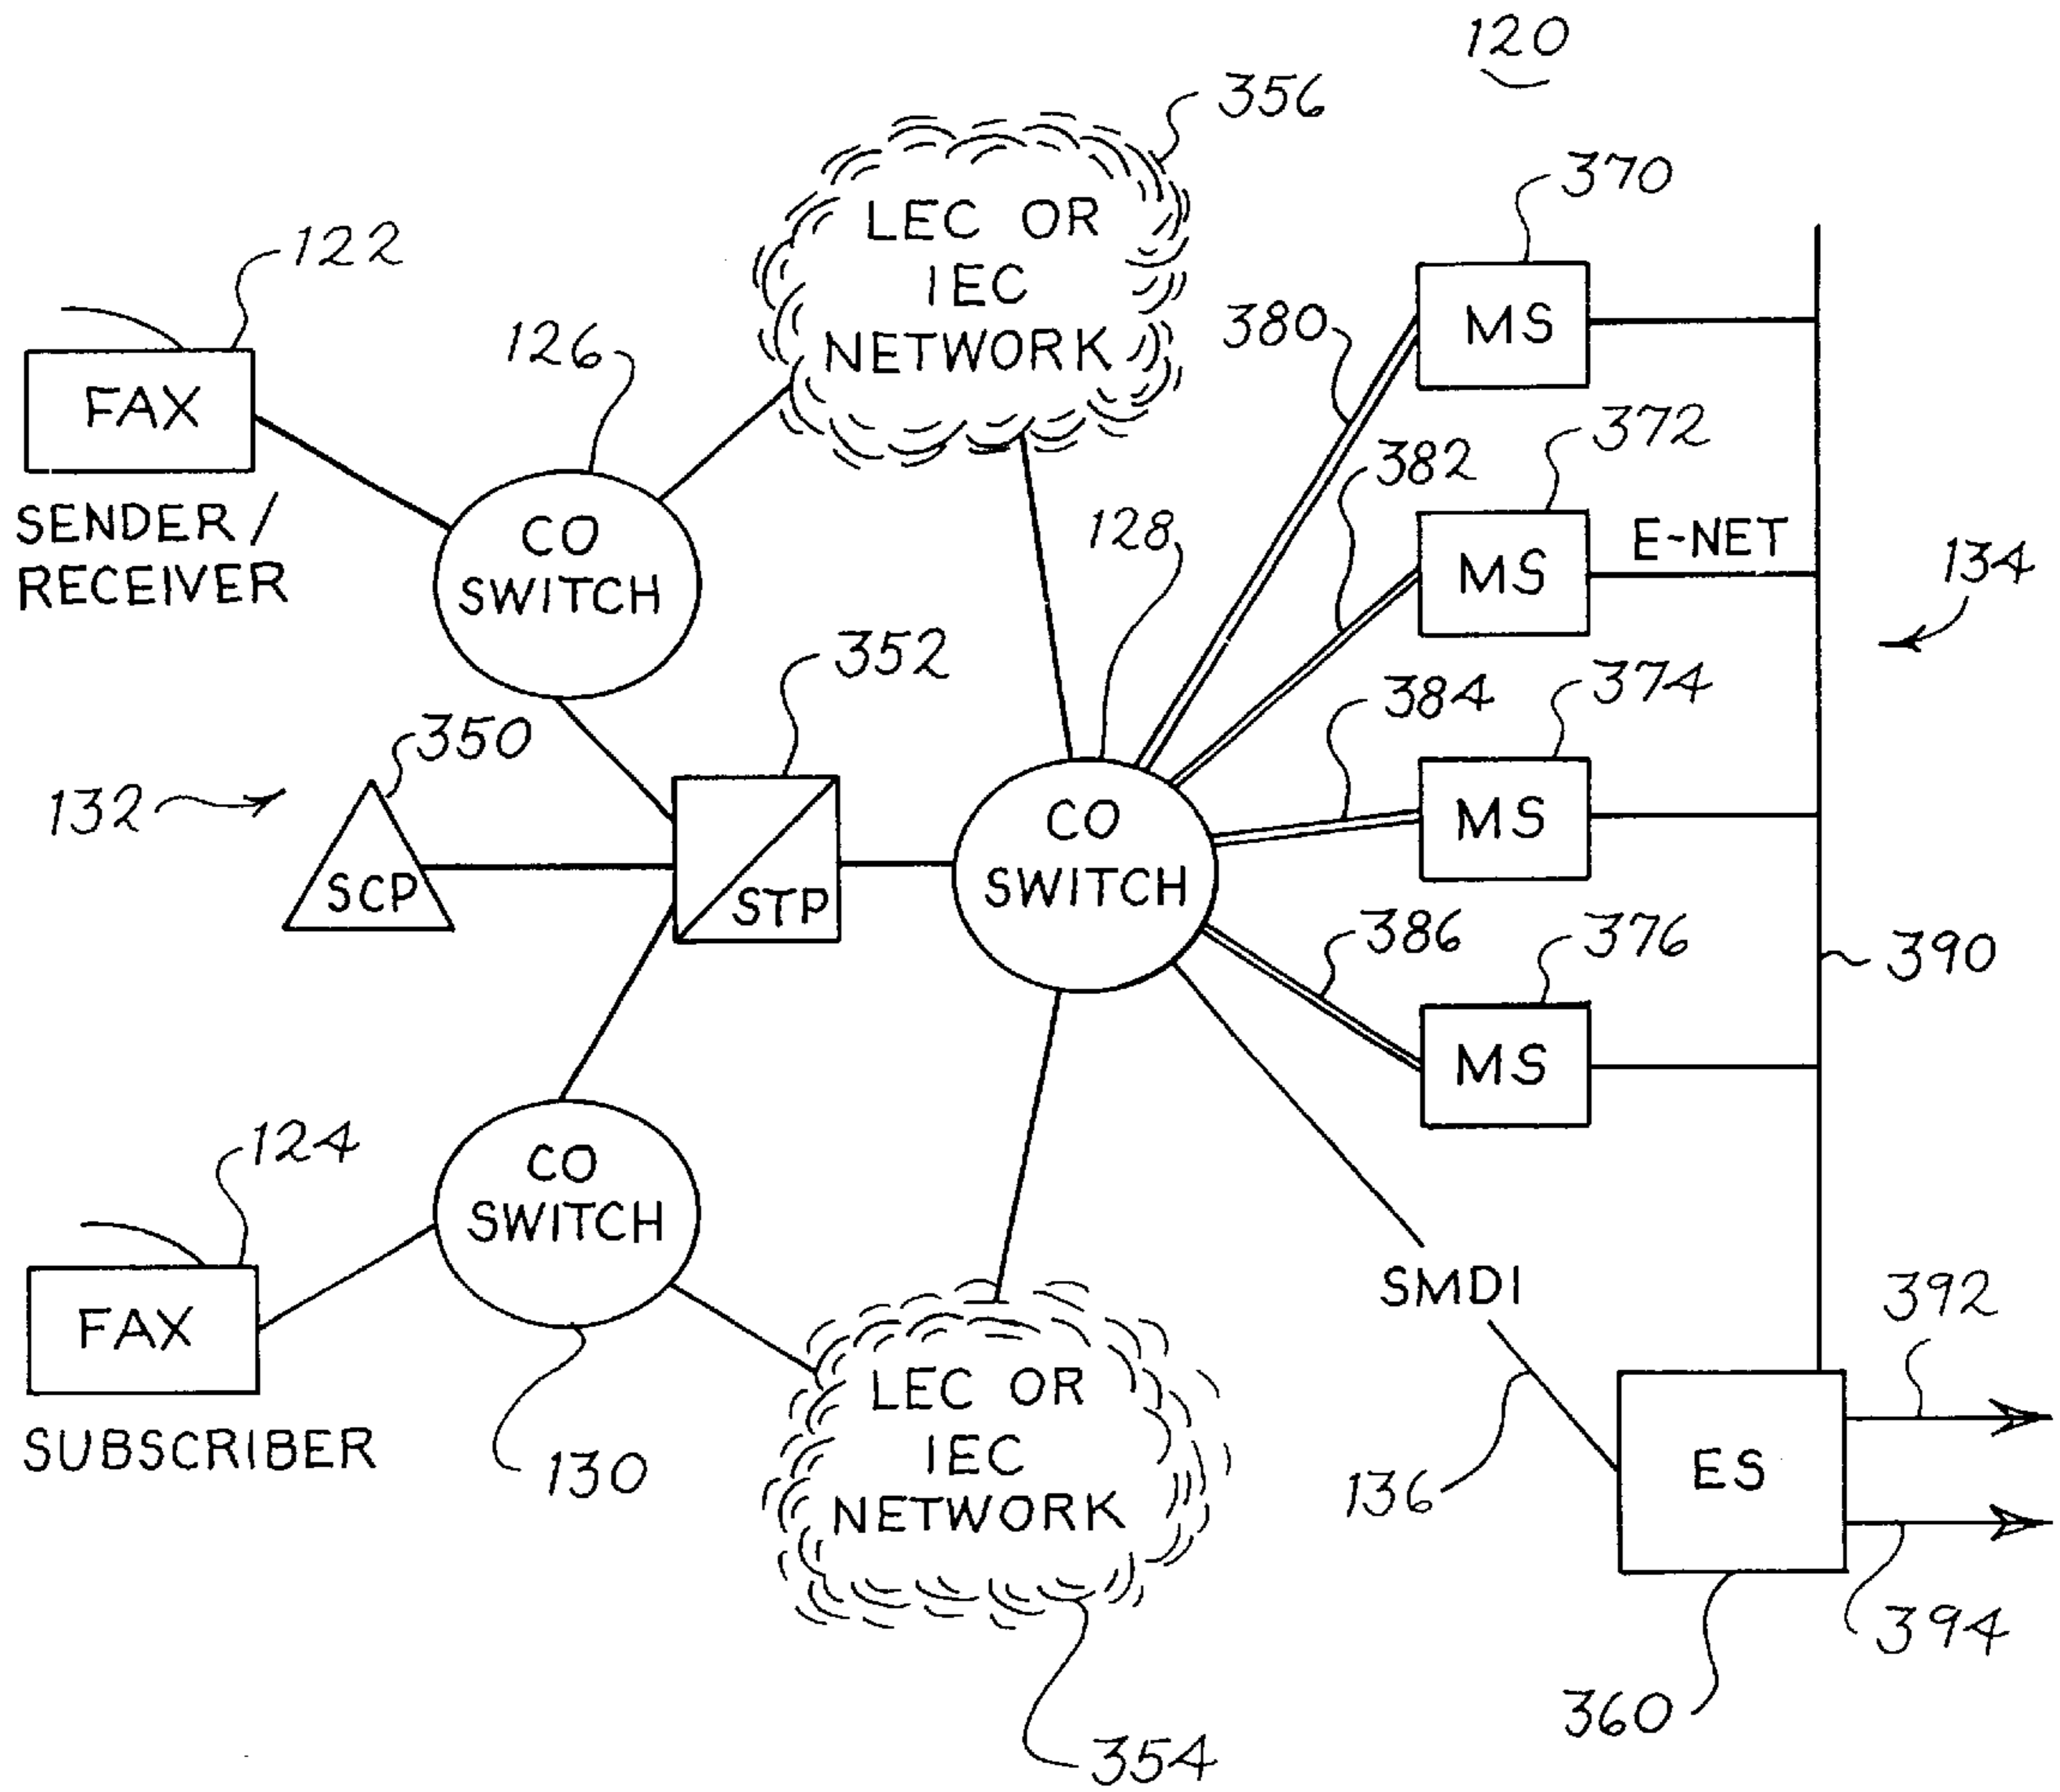 120
356
LEC OR
IEC
NETWORK
370
MS
122
FAX
SENDER/
RECEIVER
126
CO
SWITCH
380
372
MS
E-NET
382
128
134
352
350
132
SCP
STP
CO
SWITCH
384
374
MS
386
376
MS
390
124
FAX
SUBSCRIBER
CO
SWITCH
130
SMDI
136
LEC OR
IEC
NETWORK
354
392
ES
394
360